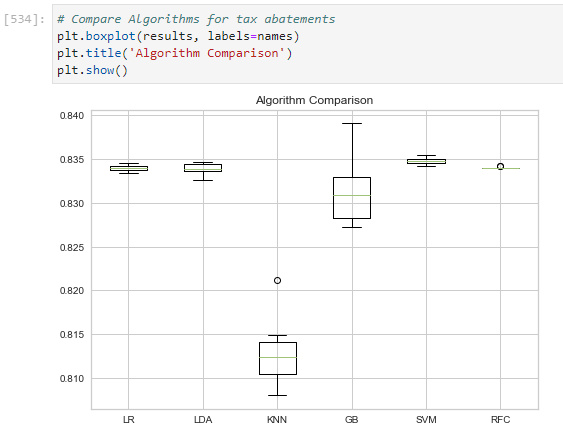 [534]: # Compare Algorithms for tax abatements
plt.boxplot(results, labels=names)
plt.title('Algorithm Comparison')
plt.show()
Algorithm Comparison
0.840
0.835
0.830
0.825
0.820
0.815
0.810
LR LDA KNN GB SVM RFC